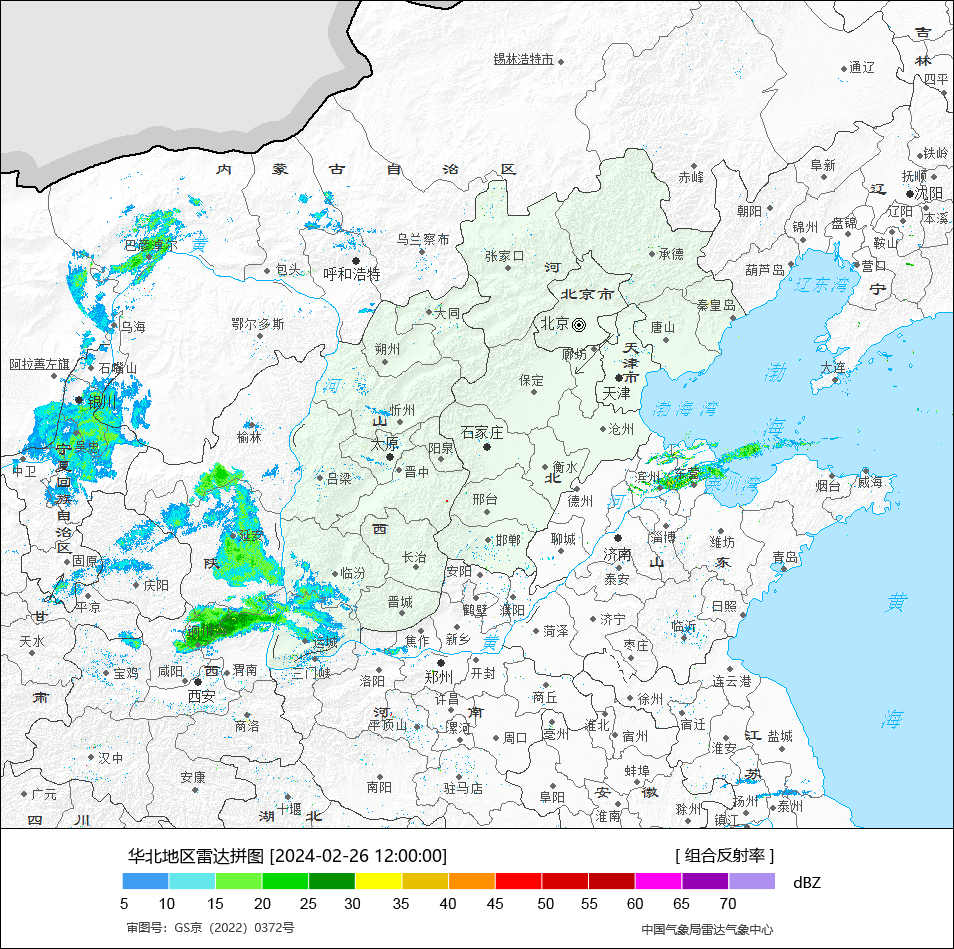 吉
林
锡林浩特市
通辽
四平
内 蒙 古 自 治 区
铁岭
阜新
赤峰
抚顺
辽
沈阳
朝阳
辽阳
本溪
锦州
盘锦
鞍山
巴彦淖尔
黄
乌兰察布
张家口
河
承德
葫芦岛
营口
包头
呼和浩特
辽东湾
宁
北京市
秦皇岛
大同
北京
乌海
鄂尔多斯
唐山
朔州
廊坊
天
津
市
阿拉善左旗
石嘴山
大连
渤
河
保定
天津
银川
忻州
渤海湾
山
海
榆林
太原
阳泉
石家庄
沧州
吴忠
宁
夏
回
族
自
治
区
中卫
晋中
吕梁
衡水
北
滨州
东营
莱州湾
烟台
威海
邢台
德州
河
西
延安
邯郸
聊城
济南
淄博
潍坊
固原
陕
长治
山
东
青岛
临汾
安阳
泰安
庆阳
平凉
晋城
鹤壁
濮阳
日照
黄
甘
济宁
铜川
天水
运城
焦作
新乡
黄
菏泽
临沂
枣庄
宝鸡
咸阳
西
渭南
三门峡
洛阳
郑州
开封
连云港
西安
肃
许昌
商丘
徐州
河
南
商洛
平顶山
漯河
周口
亳州
淮北
宿州
宿迁
海
江
淮安
盐城
汉中
安康
南阳
驻马店
蚌埠
苏
广元
十堰
阜阳
安
徽
淮南
滁州
扬州
泰州
镇江
四 川
湖 北
华北地区雷达拼图 [2024-02-26 12:00:00]
[ 组合反射率 ]
dBZ
5 10 15 20 25 30 35 40 45 50 55 60 65 70
审图号：GS京（2022）0372号
中国气象局雷达气象中心